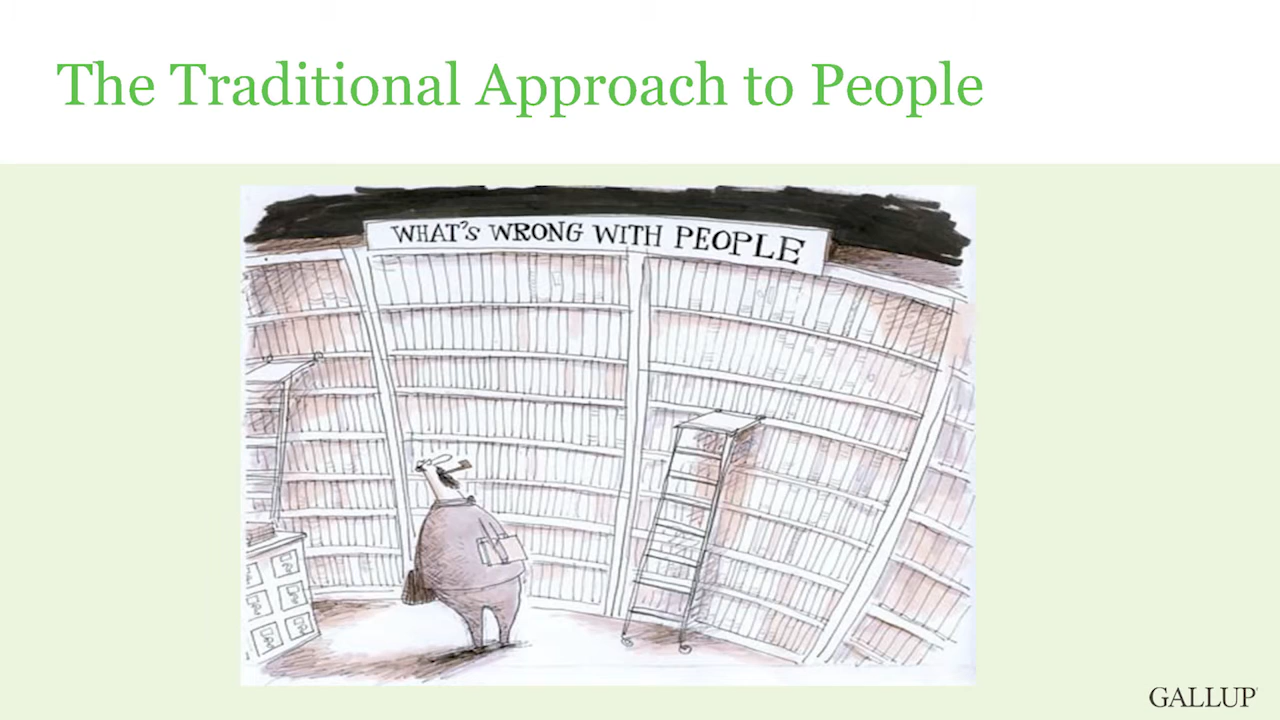 The Traditional Approach to People
WHAT'S WRONG WITH PEOPLE
GALLUP